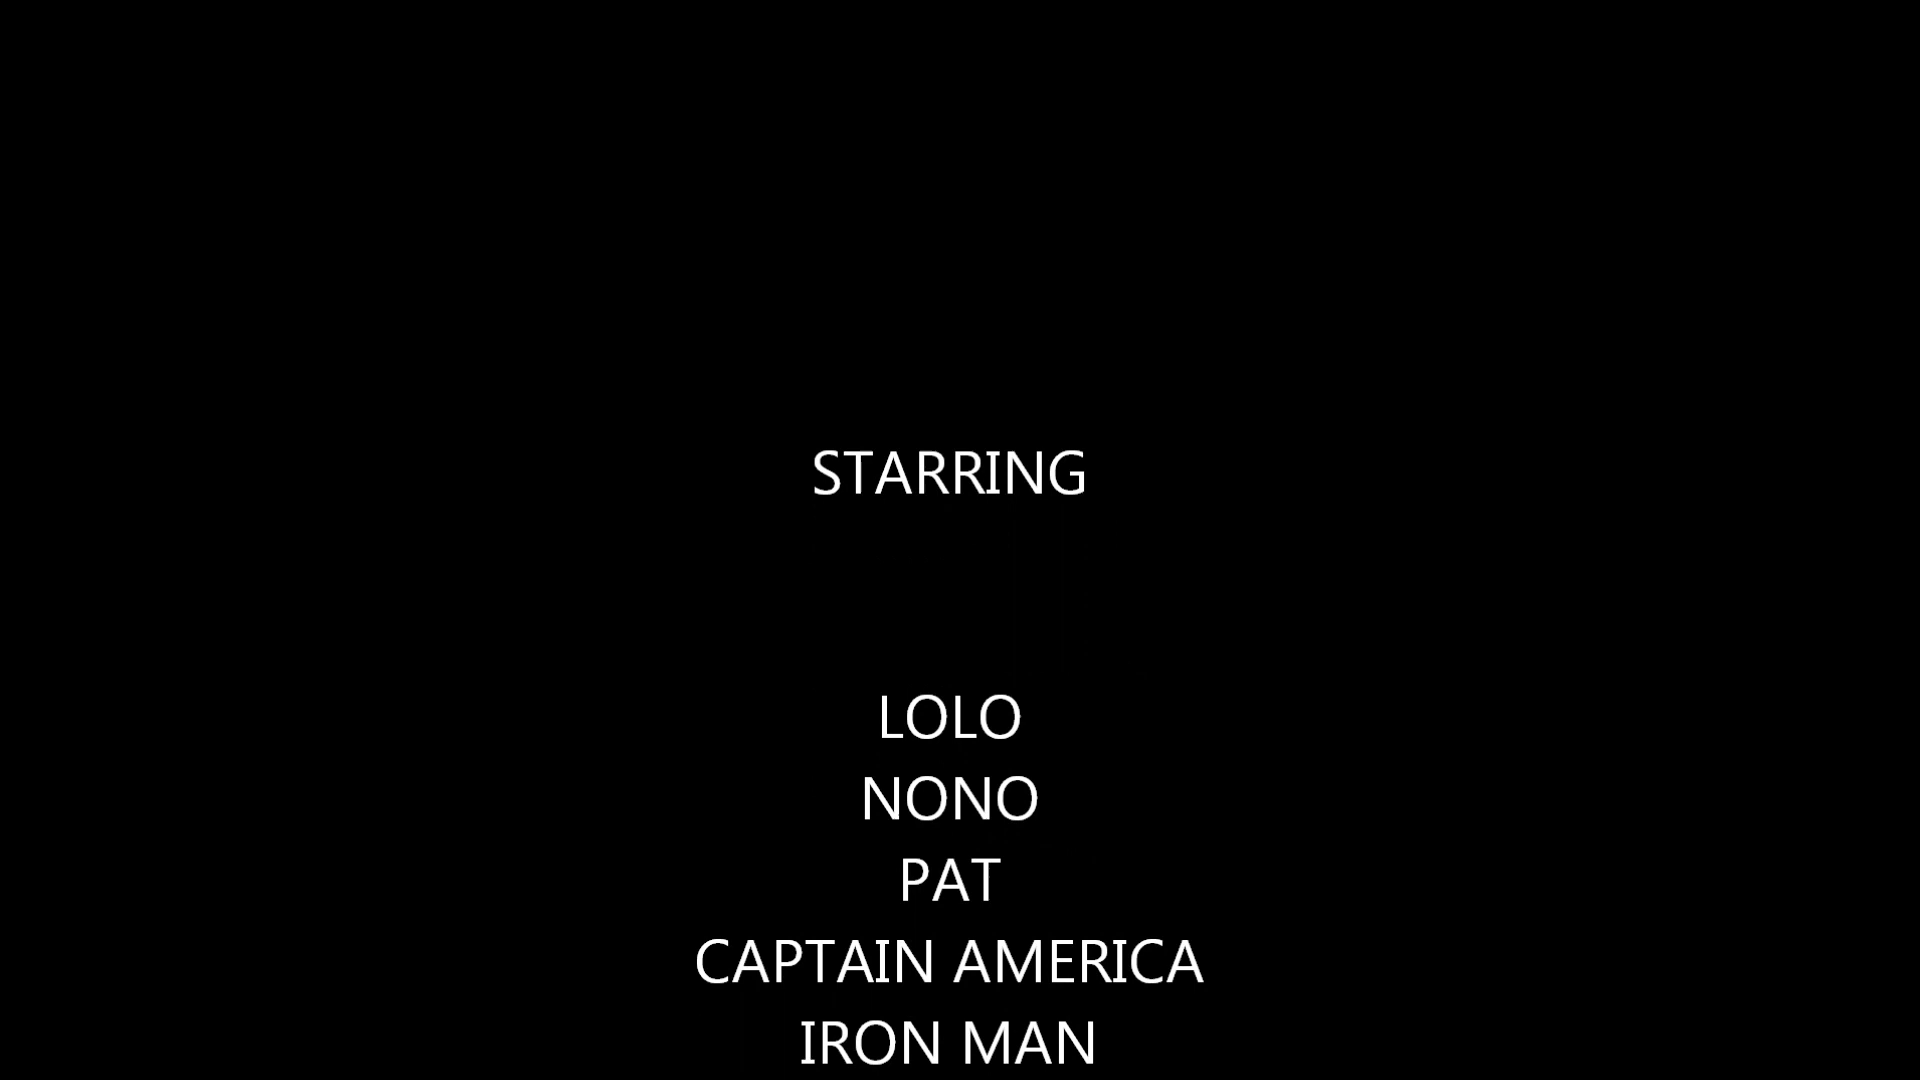 STARRING
LOLO
NONO
PAT
CAPTAIN AMERICA
IRON MAN